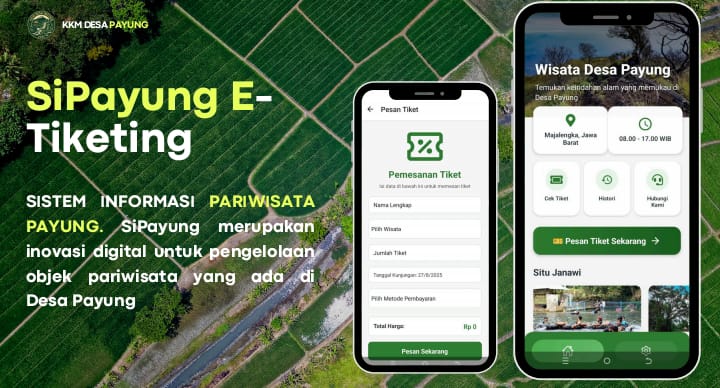 KKM DESA PAYUNG
SiPayung E-
Tiketing
SISTEM INFORMASI PARIWISATA
PAYUNG. SiPayung merupakan
inovasi digital untuk pengelolaan
objek pariwisata yang ada di
Desa Payung
Pesan Tiket
Pemesanan Tiket
Isi data di bawah ini untuk memesan tiket
Nama Lengkap
Pilih Wisata
Jumlah Tiket
Tanggal Kunjungan: 27/8/2025
Pilih Metode Pembayaran
Total Harga: Rp 0
Pesan Sekarang
Wisata Desa Payung
Temukan keindahan alam yang memukau di
Desa Payung
Majalengka, Jawa
Barat
08.00 - 17.00 WIB
Cek Tiket
Histori
Hubungi
Kami
Pesan Tiket Sekarang
Situ Janawi